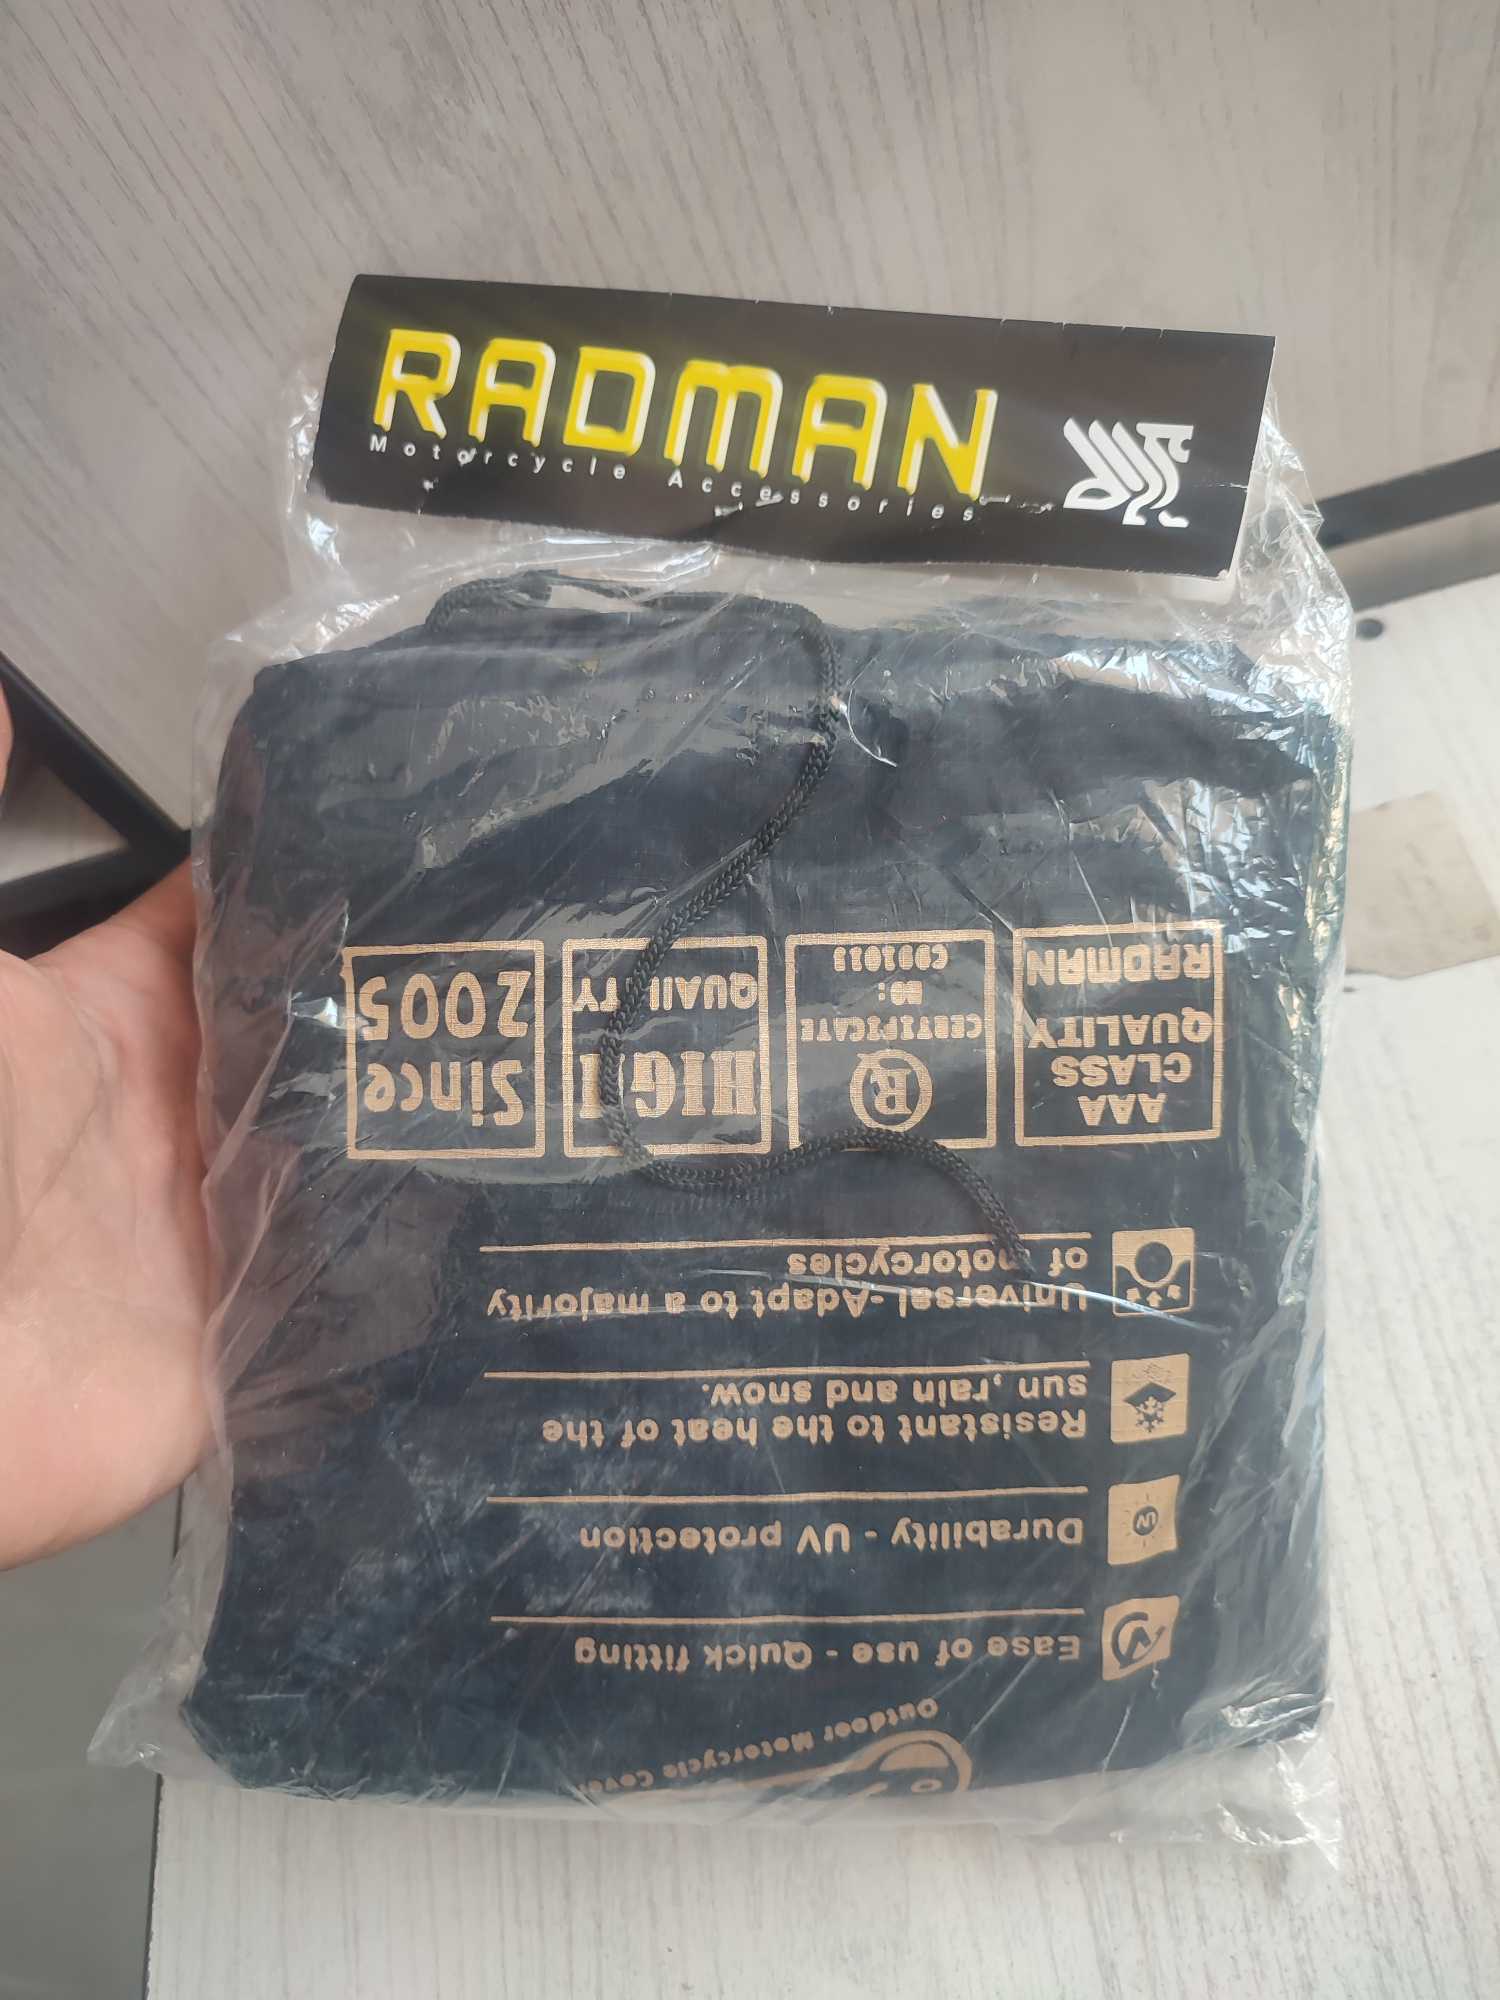 RADMAN
Motorcycle Accessories
Outdoor Motorcycle Cover
Ease of use - Quick fitting
UV
Durability - UV protection
Resistant to the heat of the
sun, rain and snow.
Universal-Adapt to a majority
of motorcycles
AAA
CLASS
QUALITY
RADMAN
R
CERTIFICATE
NO:
HIGH
QUALITY
Since
2005